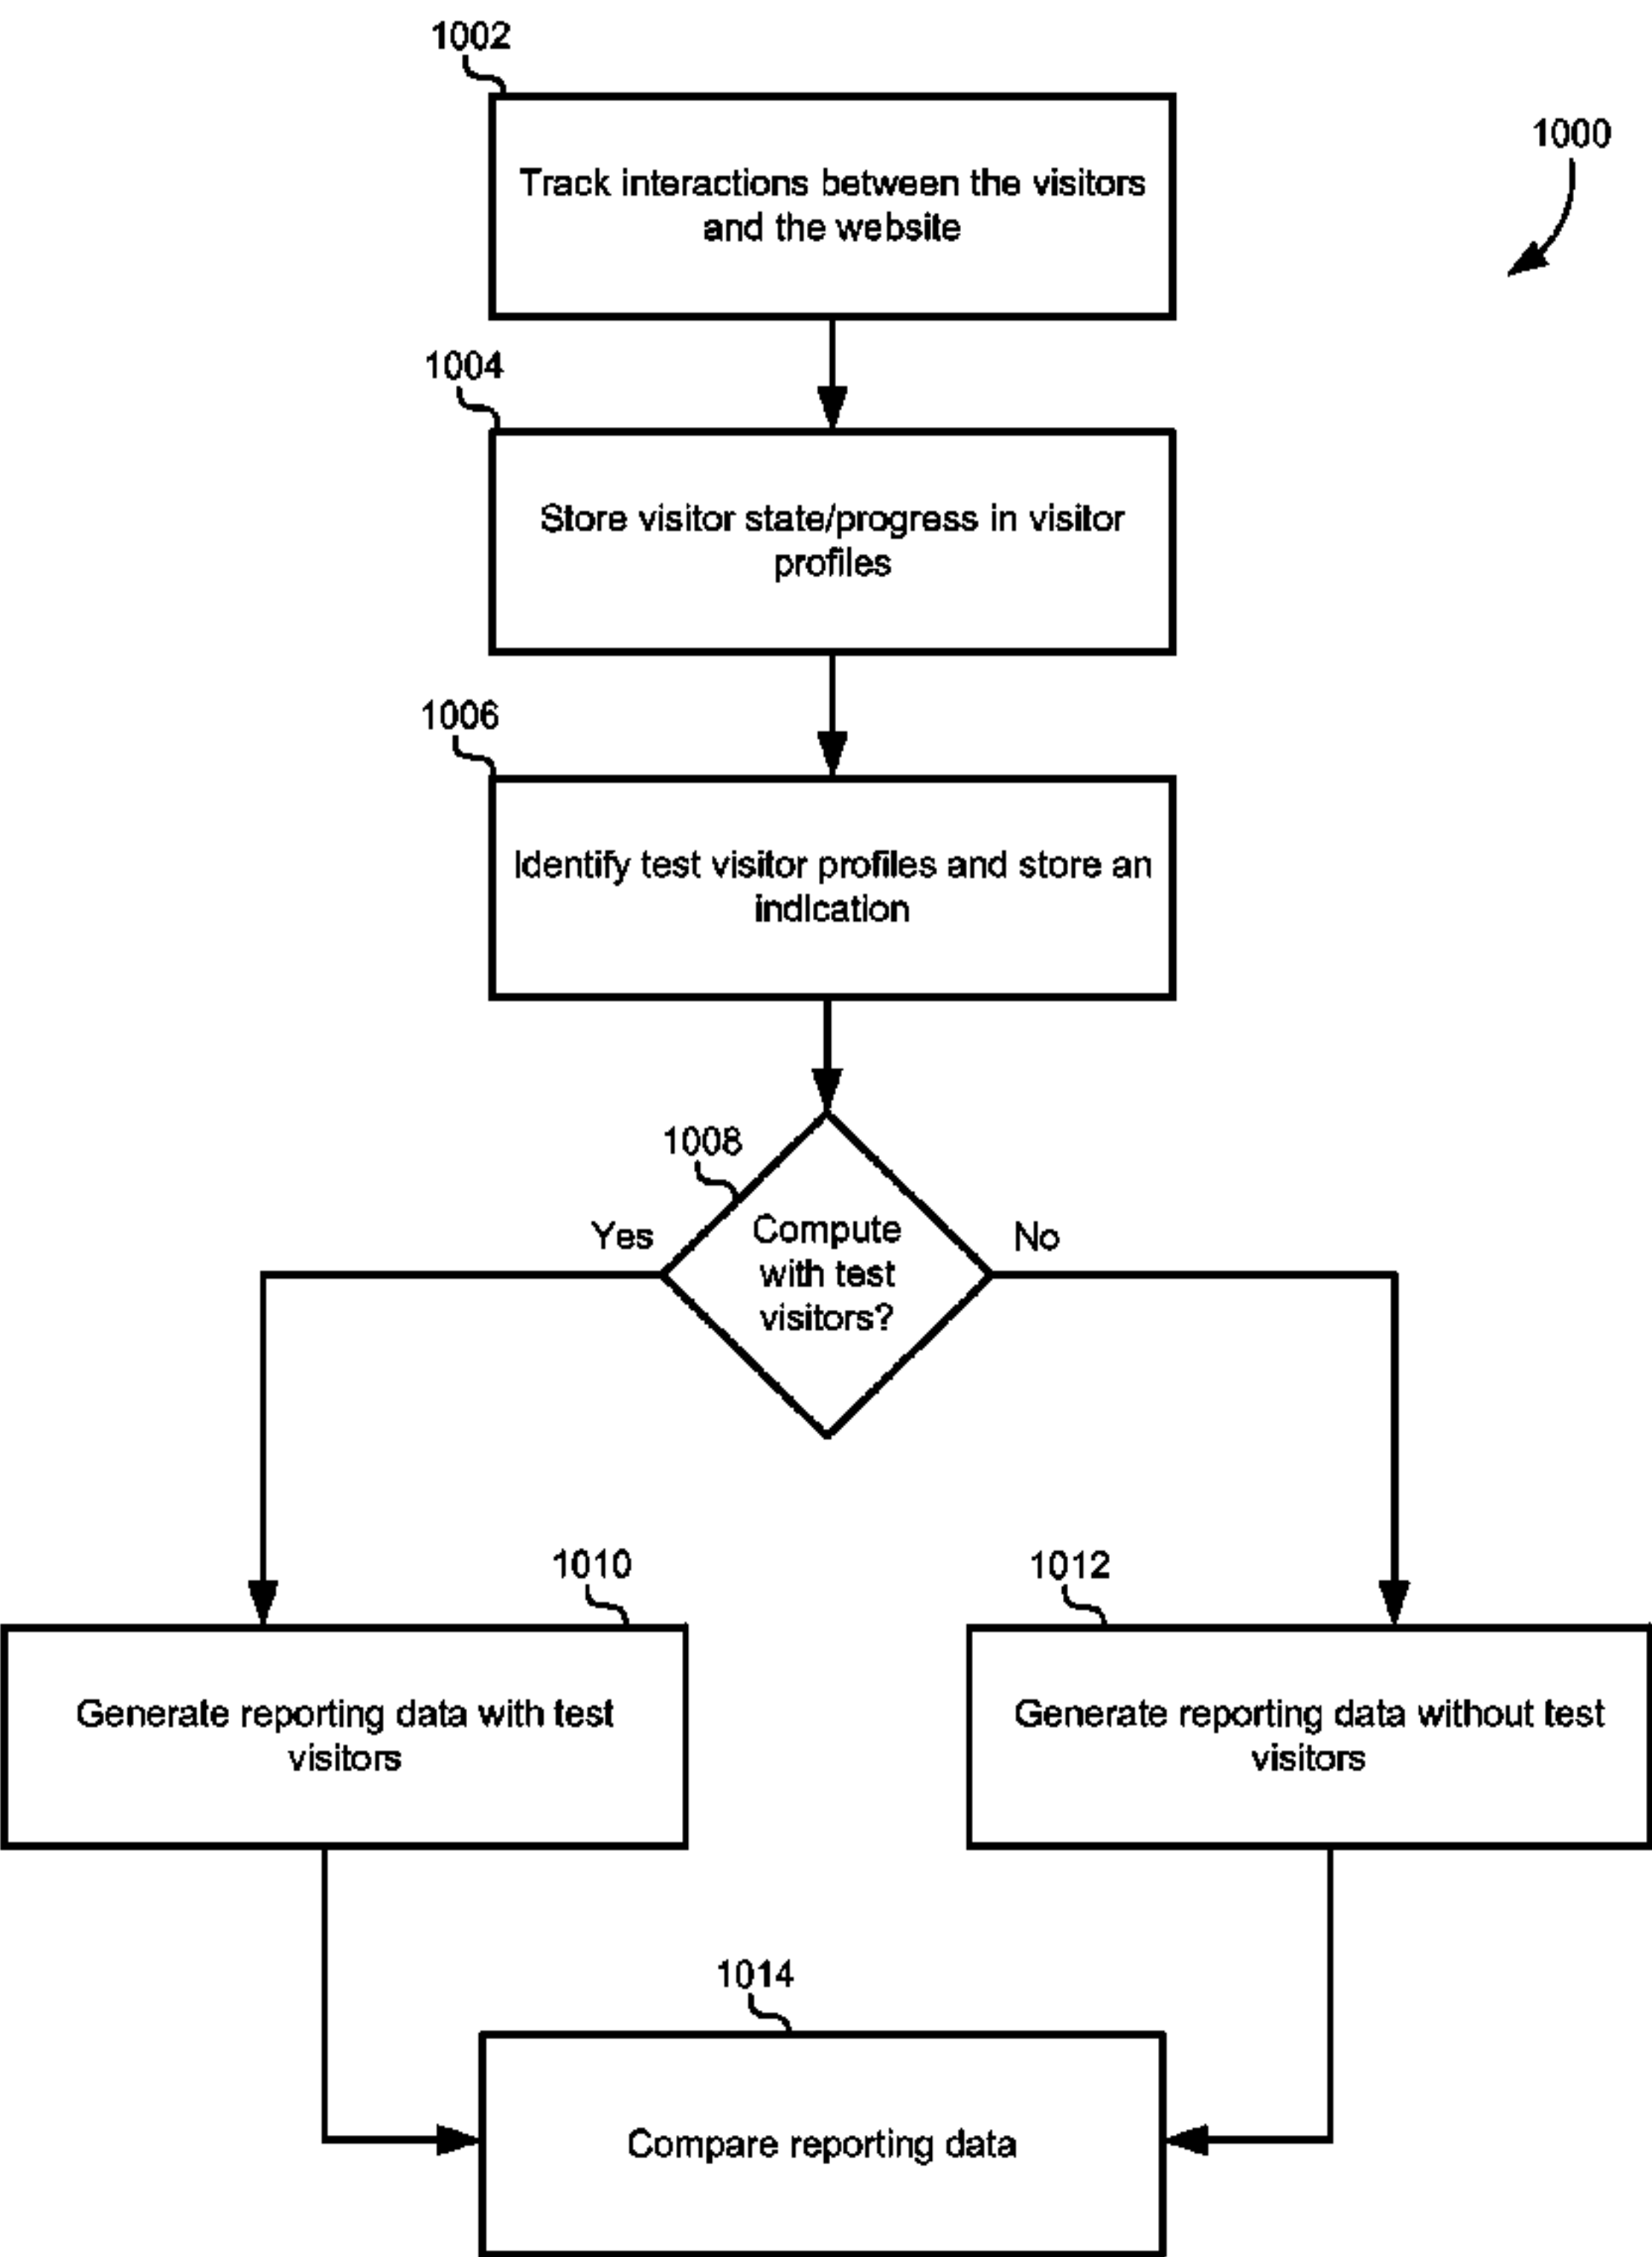 1002
1000
Track interactions between the visitors
and the website
1004
Store visitor state/progress in visitor
profiles
1006
Identify test visitor profiles and store an
indication
1008
Yes
No
Compute
with test
visitors?
1010
1012
Generate reporting data with test
visitors
Generate reporting data without test
visitors
1014
Compare reporting data